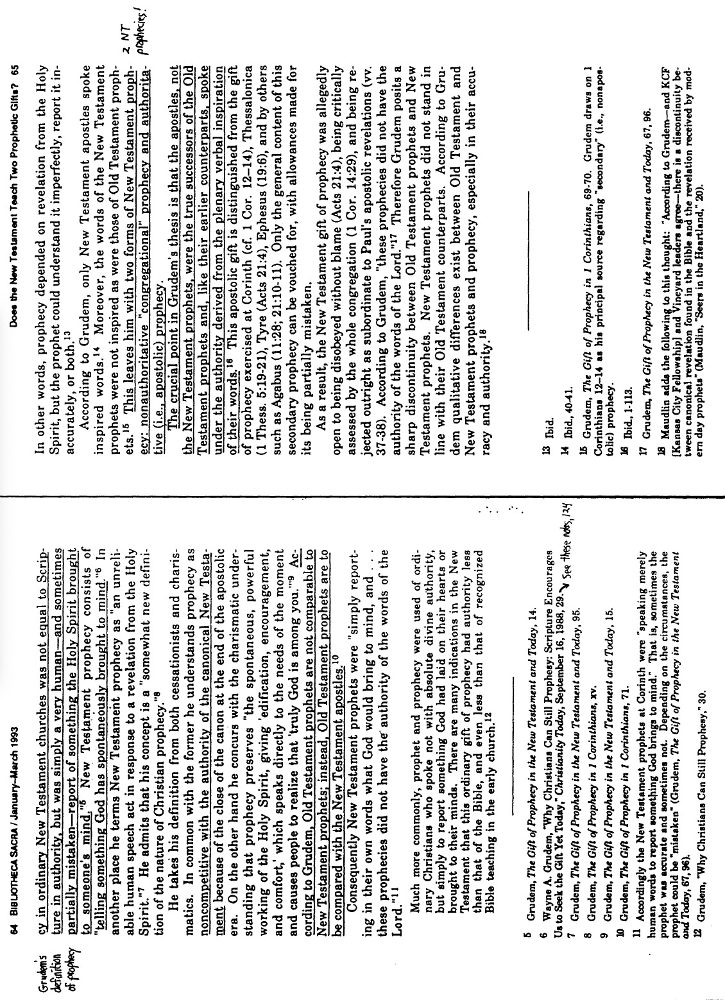 64 BIBLIOTHECA SACRA / January–March 1993
Grudem's
definition
of prophecy
cy in ordinary New Testament churches was not equal to Scrip-
ture in authority, but was simply a very human—and sometimes
partially mistaken—report of something the Holy Spirit brought
to someone's mind."5 New Testament prophecy consists of
"telling something God has spontaneously brought to mind."6 In
another place he terms New Testament prophecy as "an unreli-
able human speech act in response to a revelation from the Holy
Spirit."7 He admits that his concept is a "somewhat new defini-
tion of the nature of Christian prophecy."8
He takes his definition from both cessationists and charis-
matics. In common with the former he understands prophecy as
noncompetitive with the authority of the canonical New Testa-
ment because of the close of the canon at the end of the apostolic
era. On the other hand he concurs with the charismatic under-
standing that prophecy preserves "the spontaneous, powerful
working of the Holy Spirit, giving 'edification, encouragement,
and comfort,' which speaks directly to the needs of the moment
and causes people to realize that 'truly God is among you.'"9 Ac-
cording to Grudem, Old Testament prophets are not comparable to
New Testament prophets; instead, Old Testament prophets are to
be compared with the New Testament apostles.10
Consequently New Testament prophets were "simply report-
ing in their own words what God would bring to mind, and . . .
these prophecies did not have the authority of the words of the
Lord."11
Much more commonly, prophet and prophecy were used of ordi-
nary Christians who spoke not with absolute divine authority,
but simply to report something God had laid on their hearts or
brought to their minds. There are many indications in the New
Testament that this ordinary gift of prophecy had authority less
than that of the Bible, and even less than that of recognized
Bible teaching in the early church.12
5 Grudem, The Gift of Prophecy in the New Testament and Today, 14.
6 Wayne A. Grudem, "Why Christians Can Still Prophesy: Scripture Encourages
Us to Seek the Gift Yet Today," Christianity Today, September 16, 1988, 29. See these notes, 124
7 Grudem, The Gift of Prophecy in the New Testament and Today, 95.
8 Grudem, The Gift of Prophecy in 1 Corinthians, xv.
9 Grudem, The Gift of Prophecy in the New Testament and Today, 15.
10 Grudem, The Gift of Prophecy in 1 Corinthians, 71.
11 Accordingly the New Testament prophets at Corinth were "speaking merely
human words to report something God brings to mind." That is, sometimes the
prophet was accurate and sometimes not. Depending on the circumstances, the
prophet could be "mistaken" (Grudem, The Gift of Prophecy in the New Testament
and Today, 67, 96).
12 Grudem, "Why Christians Can Still Prophesy," 30.
Does the New Testament Teach Two Prophetic Gifts? 65
2 NT
prophecies!
In other words, prophecy depended on revelation from the Holy
Spirit, but the prophet could understand it imperfectly, report it in-
accurately, or both.13
According to Grudem, only New Testament apostles spoke
inspired words.14 Moreover, the words of the New Testament
prophets were not inspired as were those of Old Testament proph-
ets.15 This leaves him with two forms of New Testament proph-
ecy: nonauthoritative "congregational" prophecy and authorita-
tive (i.e., apostolic) prophecy.
The crucial point in Grudem's thesis is that the apostles, not
the New Testament prophets, were the true successors of the Old
Testament prophets and, like their earlier counterparts, spoke
under the authority derived from the plenary verbal inspiration
of their words.16 This apostolic gift is distinguished from the gift
of prophecy exercised at Corinth (cf. 1 Cor. 12–14), Thessalonica
(1 Thess. 5:19-21), Tyre (Acts 21:4), Ephesus (19:6), and by others
such as Agabus (11:28; 21:10-11). Only the general content of this
secondary prophecy can be vouched for, with allowances made for
its being partially mistaken.
As a result, the New Testament gift of prophecy was allegedly
open to being disobeyed without blame (Acts 21:4), being critically
assessed by the whole congregation (1 Cor. 14:29), and being re-
jected outright as subordinate to Paul's apostolic revelations (vv.
37-38). According to Grudem, "these prophecies did not have the
authority of the words of the Lord."17 Therefore Grudem posits a
sharp discontinuity between Old Testament prophets and New
Testament prophets. New Testament prophets did not stand in
line with their Old Testament counterparts. According to Gru-
dem qualitative differences exist between Old Testament and
New Testament prophets and prophecy, especially in their accu-
racy and authority.18
13 Ibid.
14 Ibid., 40-41.
15 Grudem, The Gift of Prophecy in 1 Corinthians, 69-70. Grudem draws on 1
Corinthians 12–14 as his principal source regarding "secondary" (i.e., nonapos-
tolic) prophecy.
16 Ibid., 1-113.
17 Grudem, The Gift of Prophecy in the New Testament and Today, 67, 96.
18 Maudlin adds the following to this thought: "According to Grudem—and KCF
[Kansas City Fellowship] and Vineyard leaders agree—there is a discontinuity be-
tween canonical revelation found in the Bible and the revelation received by mod-
ern day prophets" (Maudlin, "Seers in the Heartland," 20).